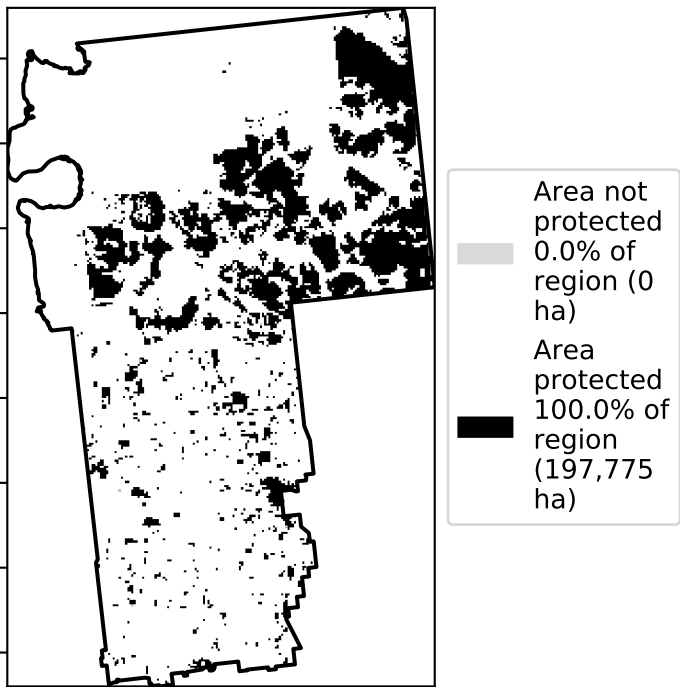 Area not
protected
0.0% of
region (0
ha)
Area
protected
100.0% of
region
(197,775
ha)